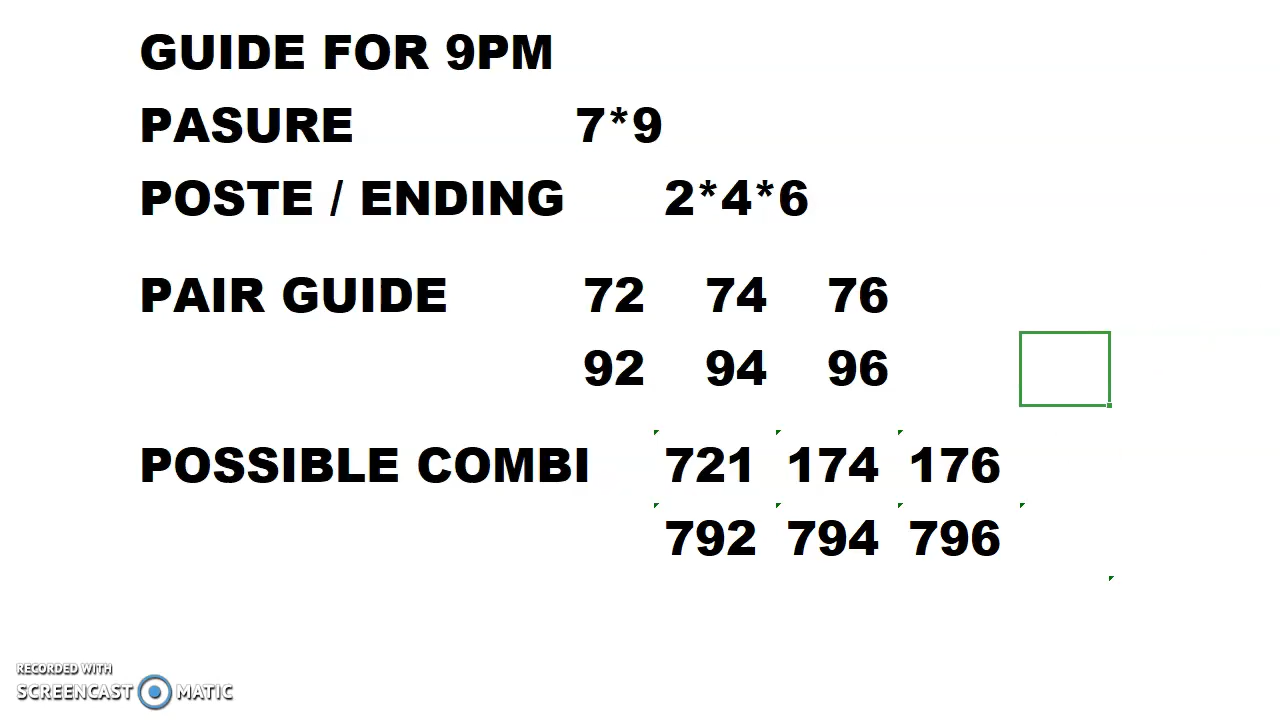 GUIDE FOR 9PM
PASURE 7*9
POSTE / ENDING 2*4*6
PAIR GUIDE 72 74 76
92 94 96
POSSIBLE COMBI 721 174 176
792 794 796
RECORDED WITH
SCREENCAST MATIC